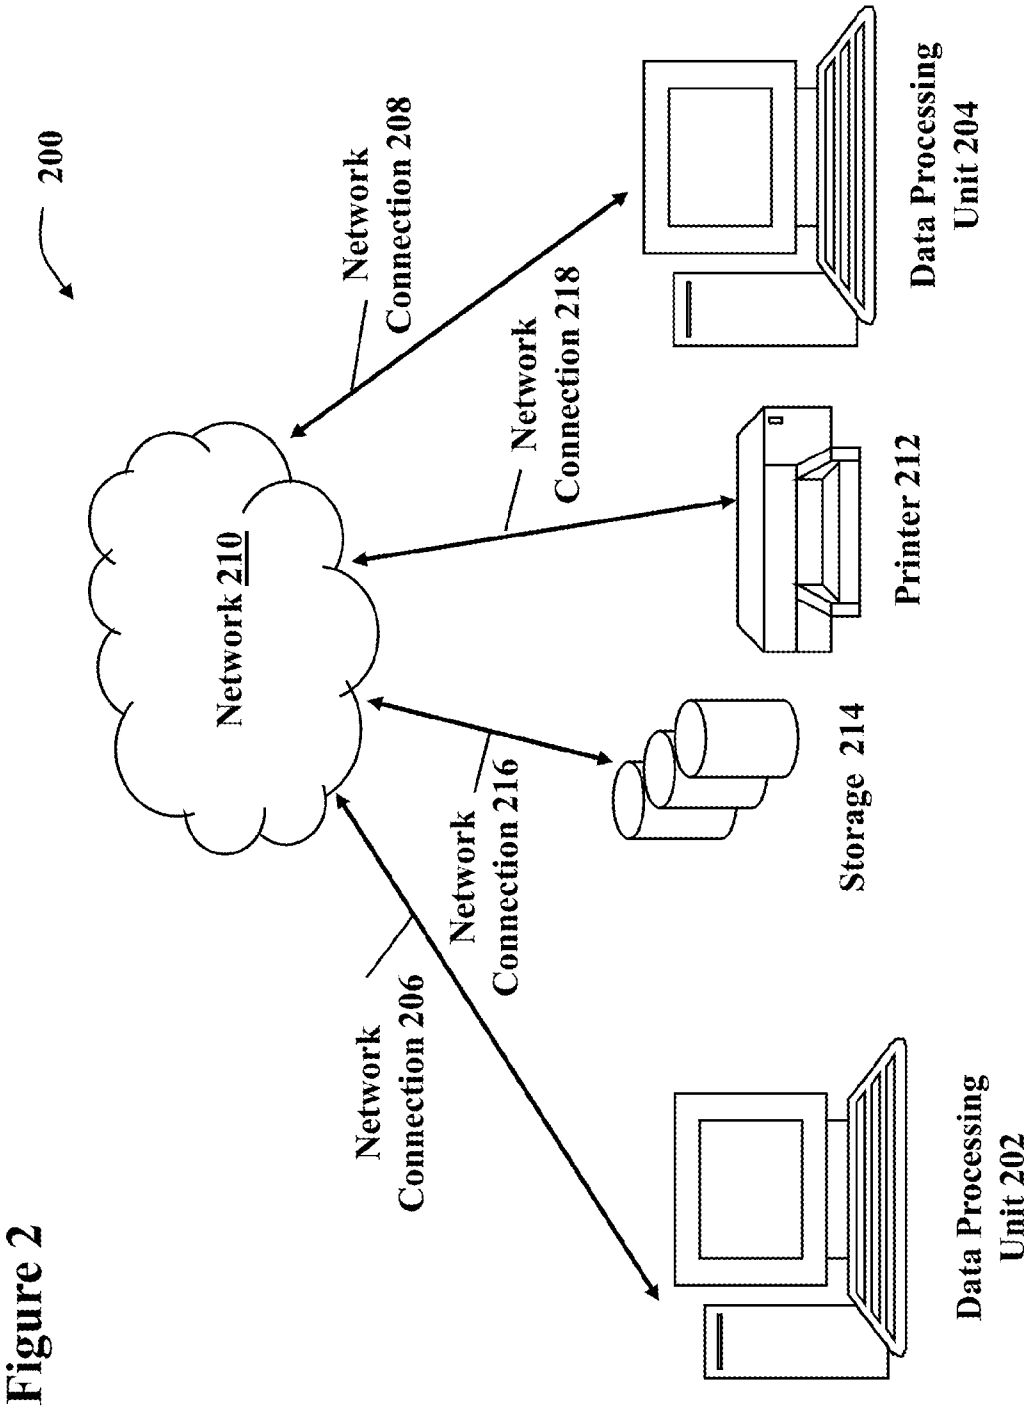 Figure 2
200
Network 210
Network
Connection 206
Network
Connection 216
Network
Connection 218
Network
Connection 208
Data Processing
Unit 202
Storage 214
Printer 212
Data Processing
Unit 204